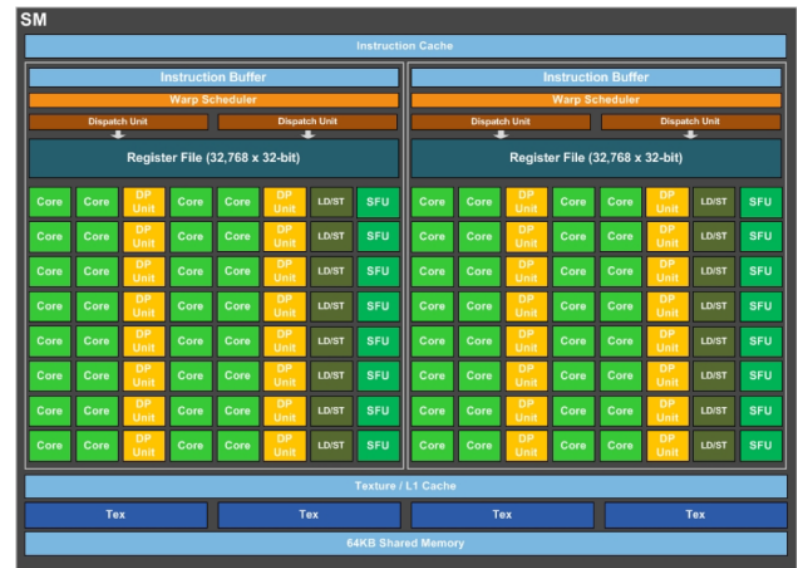 SM
Instruction Cache
Instruction Buffer Instruction Buffer
Warp Scheduler Warp Scheduler
Dispatch Unit Dispatch Unit Dispatch Unit Dispatch Unit
Register File (32,768 x 32-bit) Register File (32,768 x 32-bit)
Core Core DP Unit Core Core DP Unit LD/ST SFU Core Core DP Unit Core Core DP Unit LD/ST SFU
Core Core DP Unit Core Core DP Unit LD/ST SFU Core Core DP Unit Core Core DP Unit LD/ST SFU
Core Core DP Unit Core Core DP Unit LD/ST SFU Core Core DP Unit Core Core DP Unit LD/ST SFU
Core Core DP Unit Core Core DP Unit LD/ST SFU Core Core DP Unit Core Core DP Unit LD/ST SFU
Core Core DP Unit Core Core DP Unit LD/ST SFU Core Core DP Unit Core Core DP Unit LD/ST SFU
Core Core DP Unit Core Core DP Unit LD/ST SFU Core Core DP Unit Core Core DP Unit LD/ST SFU
Core Core DP Unit Core Core DP Unit LD/ST SFU Core Core DP Unit Core Core DP Unit LD/ST SFU
Core Core DP Unit Core Core DP Unit LD/ST SFU Core Core DP Unit Core Core DP Unit LD/ST SFU
Texture / L1 Cache
Tex Tex Tex Tex
64KB Shared Memory